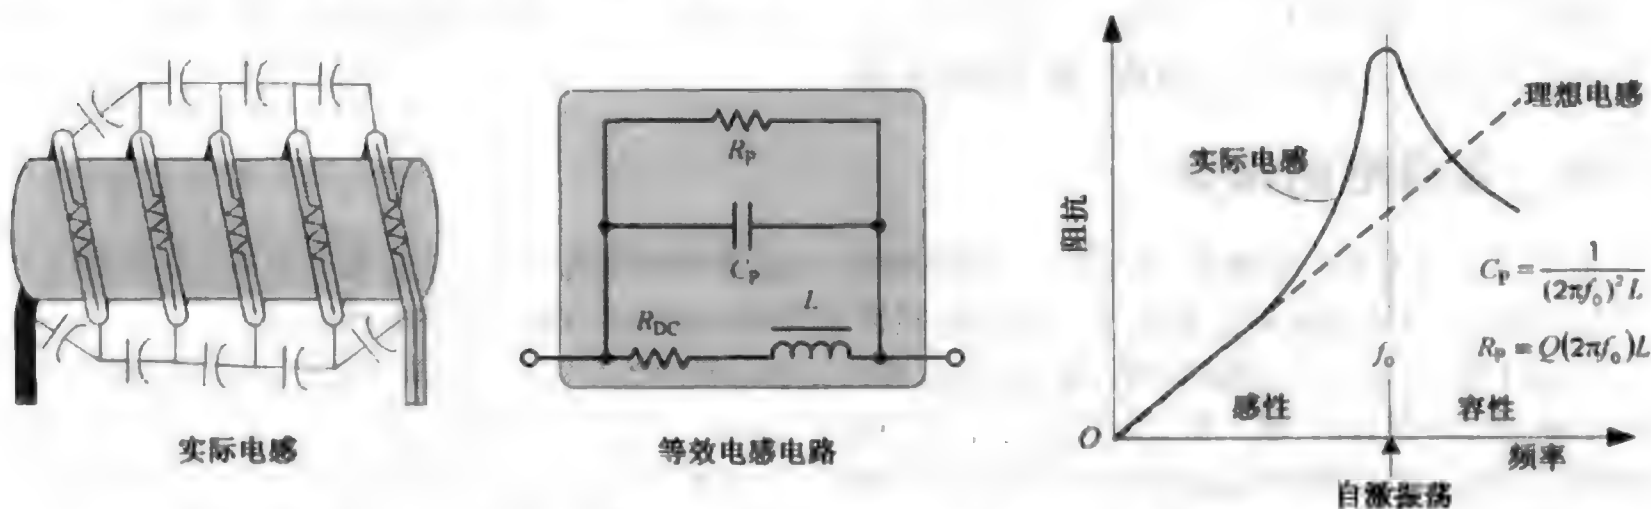 实际电感
R_P
C_P
R_DC
L
等效电感电路
阻抗
实际电感
理想电感
C_P = 1/((2πf_0)^2 L)
R_P = Q(2πf_0)L
f_0
感性
容性
O
频率
自激振荡